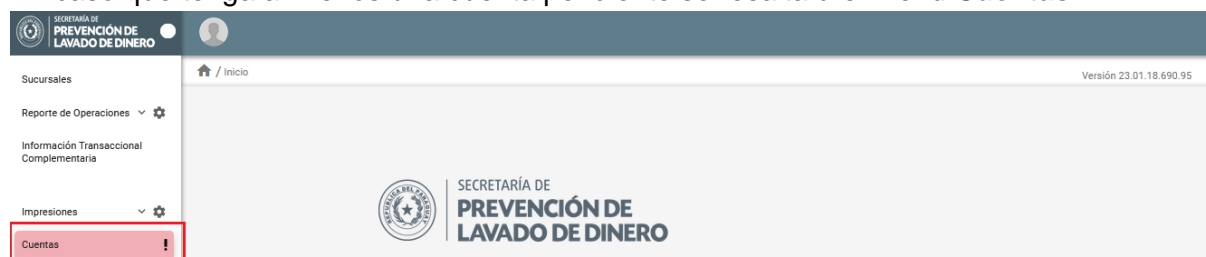 SECRETARÍA DE
PREVENCIÓN DE
LAVADO DE DINERO
/ Inicio
Versión 23.01.18.690.95
Sucursales
Reporte de Operaciones
Información Transaccional
Complementaria
Impresiones
Cuentas !
SECRETARÍA DE
PREVENCIÓN DE
LAVADO DE DINERO